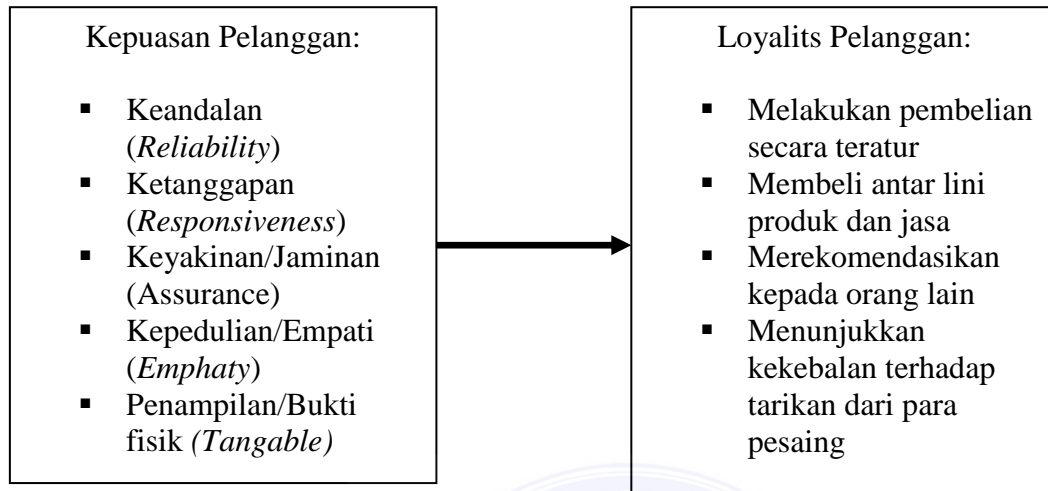 Kepuasan Pelanggan:
▪ Keandalan
(Reliability)
▪ Ketanggapan
(Responsiveness)
▪ Keyakinan/Jaminan
(Assurance)
▪ Kepedulian/Empati
(Emphaty)
▪ Penampilan/Bukti
fisik (Tangable)
Loyalits Pelanggan:
▪ Melakukan pembelian
secara teratur
▪ Membeli antar lini
produk dan jasa
▪ Merekomendasikan
kepada orang lain
▪ Menunjukkan
kekebalan terhadap
tarikan dari para
pesaing